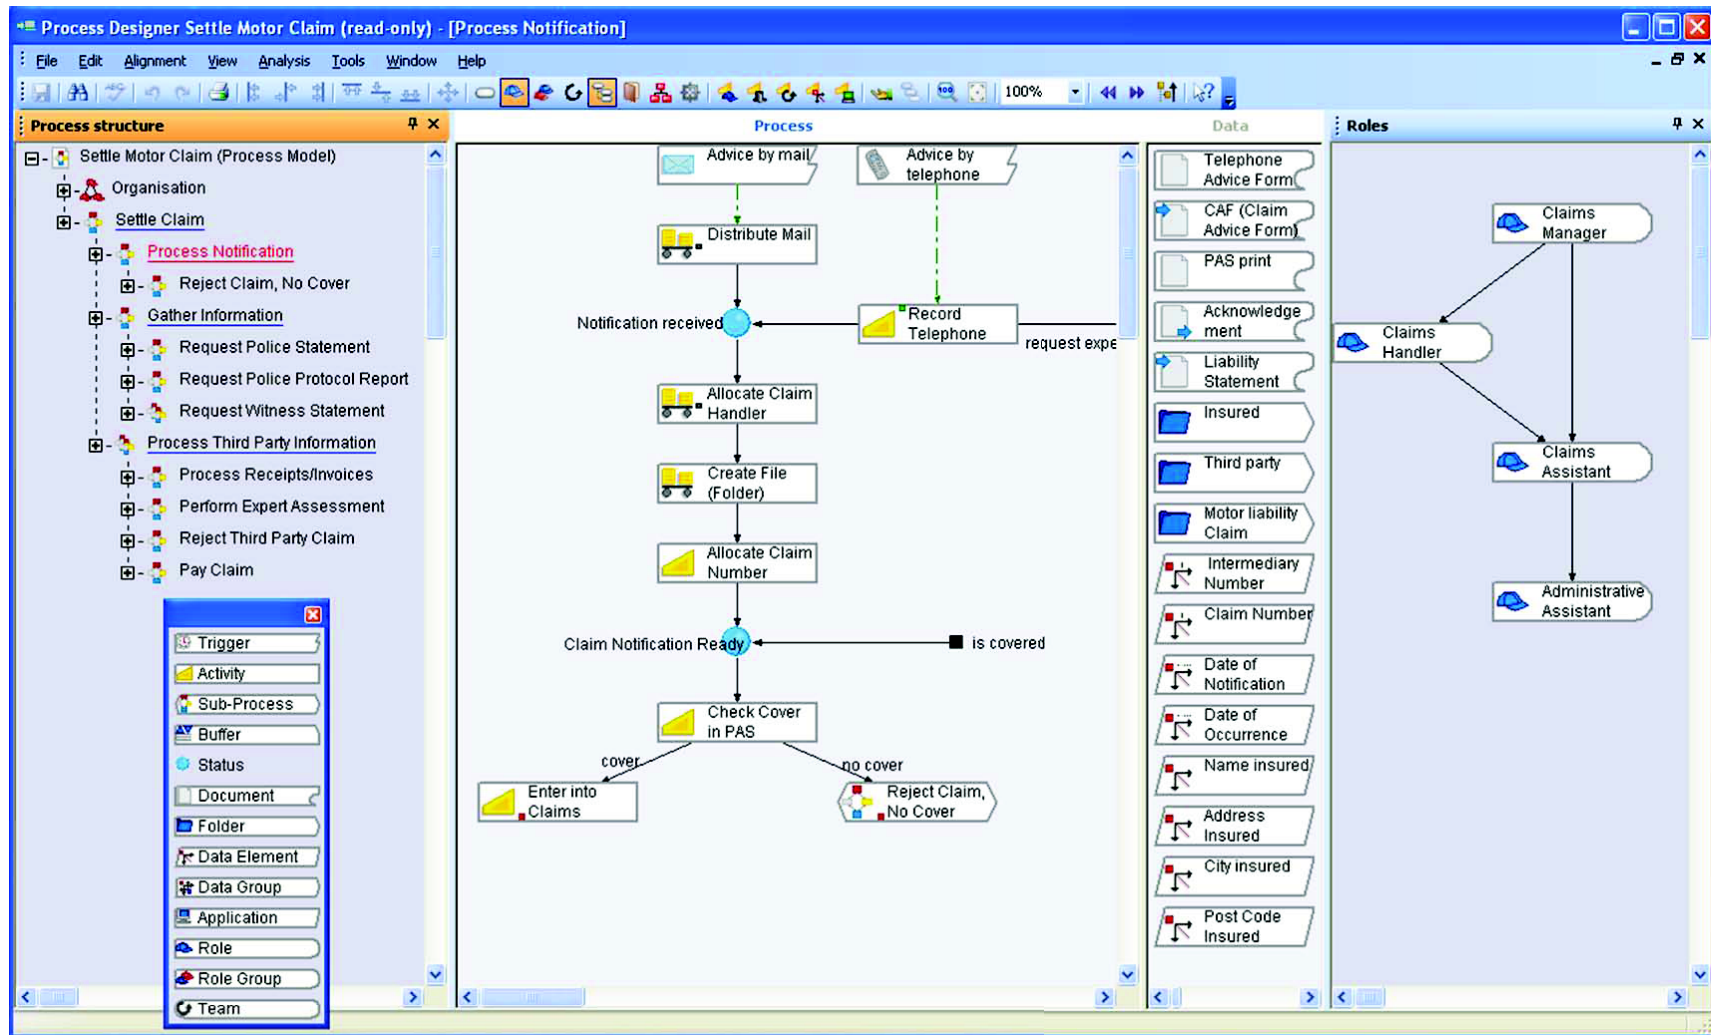 Process Designer Settle Motor Claim (read-only) - [Process Notification]
File Edit Alignment View Analysis Tools Window Help
100%
Process structure
Settle Motor Claim (Process Model)
Organisation
Settle Claim
Process Notification
Reject Claim, No Cover
Gather Information
Request Police Statement
Request Police Protocol Report
Request Witness Statement
Process Third Party Information
Process Receipts/Invoices
Perform Expert Assessment
Reject Third Party Claim
Pay Claim
Trigger
Activity
Sub-Process
Buffer
Status
Document
Folder
Data Element
Data Group
Application
Role
Role Group
Team
Process
Advice by mail
Advice by
telephone
Distribute Mail
Notification received
Record
Telephone
request expe
Allocate Claim
Handler
Create File
(Folder)
Allocate Claim
Number
Claim Notification Ready
is covered
Check Cover
in PAS
cover
no cover
Enter into
Claims
Reject Claim,
No Cover
Data
Telephone
Advice Form
CAF (Claim
Advice Form)
PAS print
Acknowledge
ment
Liability
Statement
Insured
Third party
Motor liability
Claim
Intermediary
Number
Claim Number
Date of
Notification
Date of
Occurrence
Name insured
Address
Insured
City insured
Post Code
Insured
Roles
Claims
Manager
Claims
Handler
Claims
Assistant
Administrative
Assistant